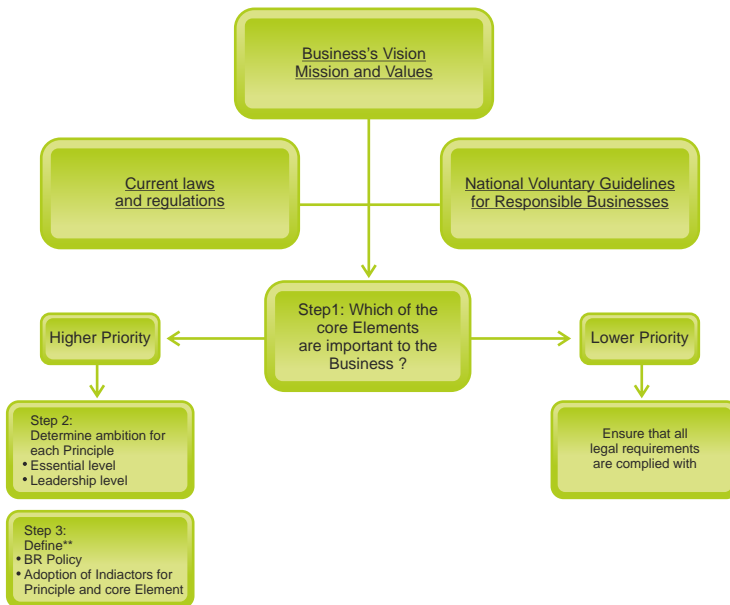 Business's Vision
Mission and Values
Current laws
and regulations
National Voluntary Guidelines
for Responsible Businesses
Step1: Which of the
core Elements
are important to the
Business ?
Higher Priority
Lower Priority
Step 2:
Determine ambition for
each Principle
• Essential level
• Leadership level
Ensure that all
legal requirements
are complied with
Step 3:
Define**
• BR Policy
• Adoption of Indiactors for
Principle and core Element